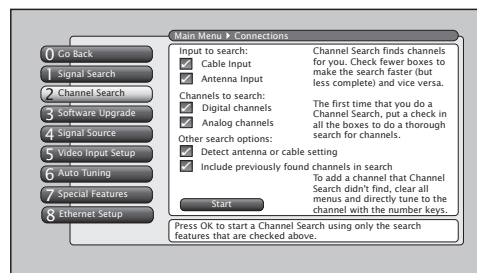 Main Menu ▶ Connections
0 Go Back
1 Signal Search
2 Channel Search
3 Software Upgrade
4 Signal Source
5 Video Input Setup
6 Auto Tuning
7 Special Features
8 Ethernet Setup
Input to search:
Cable Input
Antenna Input
Channels to search:
Digital channels
Analog channels
Other search options:
Detect antenna or cable setting
Include previously found channels in search
Start
Channel Search finds channels
for you. Check fewer boxes to
make the search faster (but
less complete) and vice versa.
The first time that you do a
Channel Search, put a check in
all the boxes to do a thorough
search for channels.
To add a channel that Channel
Search didn't find, clear all
menus and directly tune to the
channel with the number keys.
Press OK to start a Channel Search using only the search
features that are checked above.